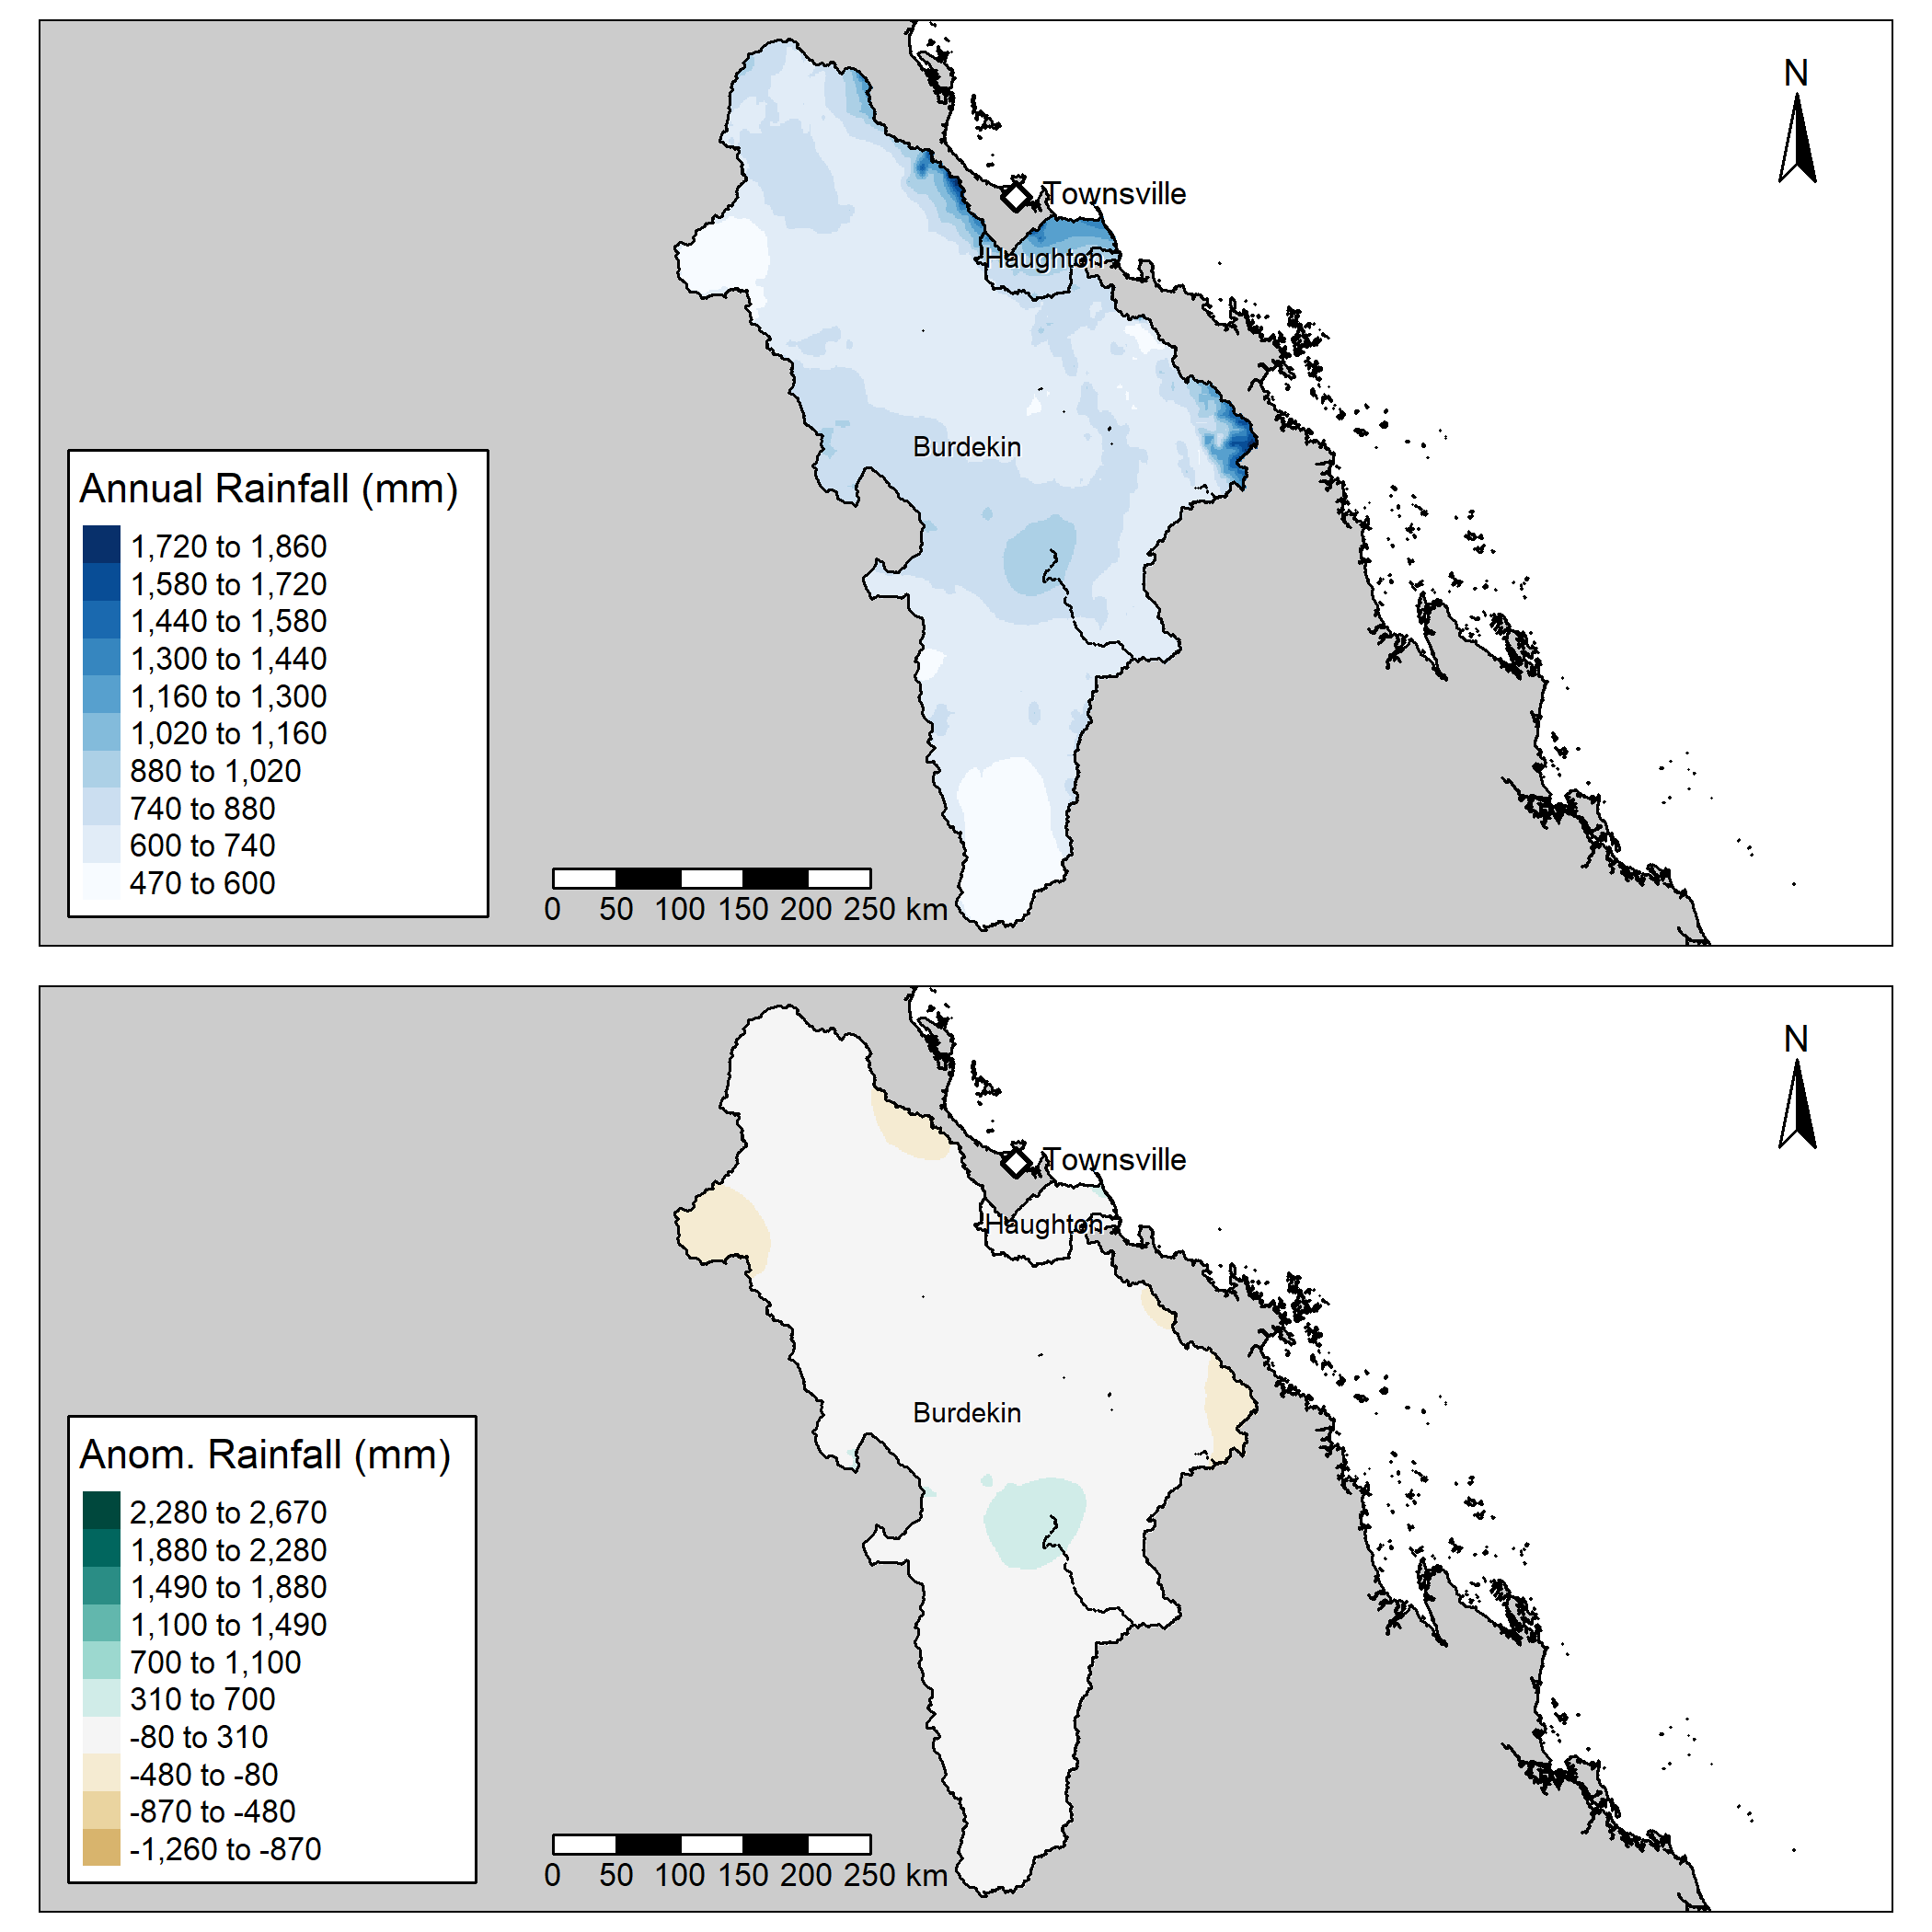 N
Townsville
Haughton
Burdekin
Annual Rainfall (mm)
1,720 to 1,860
1,580 to 1,720
1,440 to 1,580
1,300 to 1,440
1,160 to 1,300
1,020 to 1,160
880 to 1,020
740 to 880
600 to 740
470 to 600
0 50 100 150 200 250 km
N
Townsville
Haughton
Burdekin
Anom. Rainfall (mm)
2,280 to 2,670
1,880 to 2,280
1,490 to 1,880
1,100 to 1,490
700 to 1,100
310 to 700
-80 to 310
-480 to -80
-870 to -480
-1,260 to -870
0 50 100 150 200 250 km